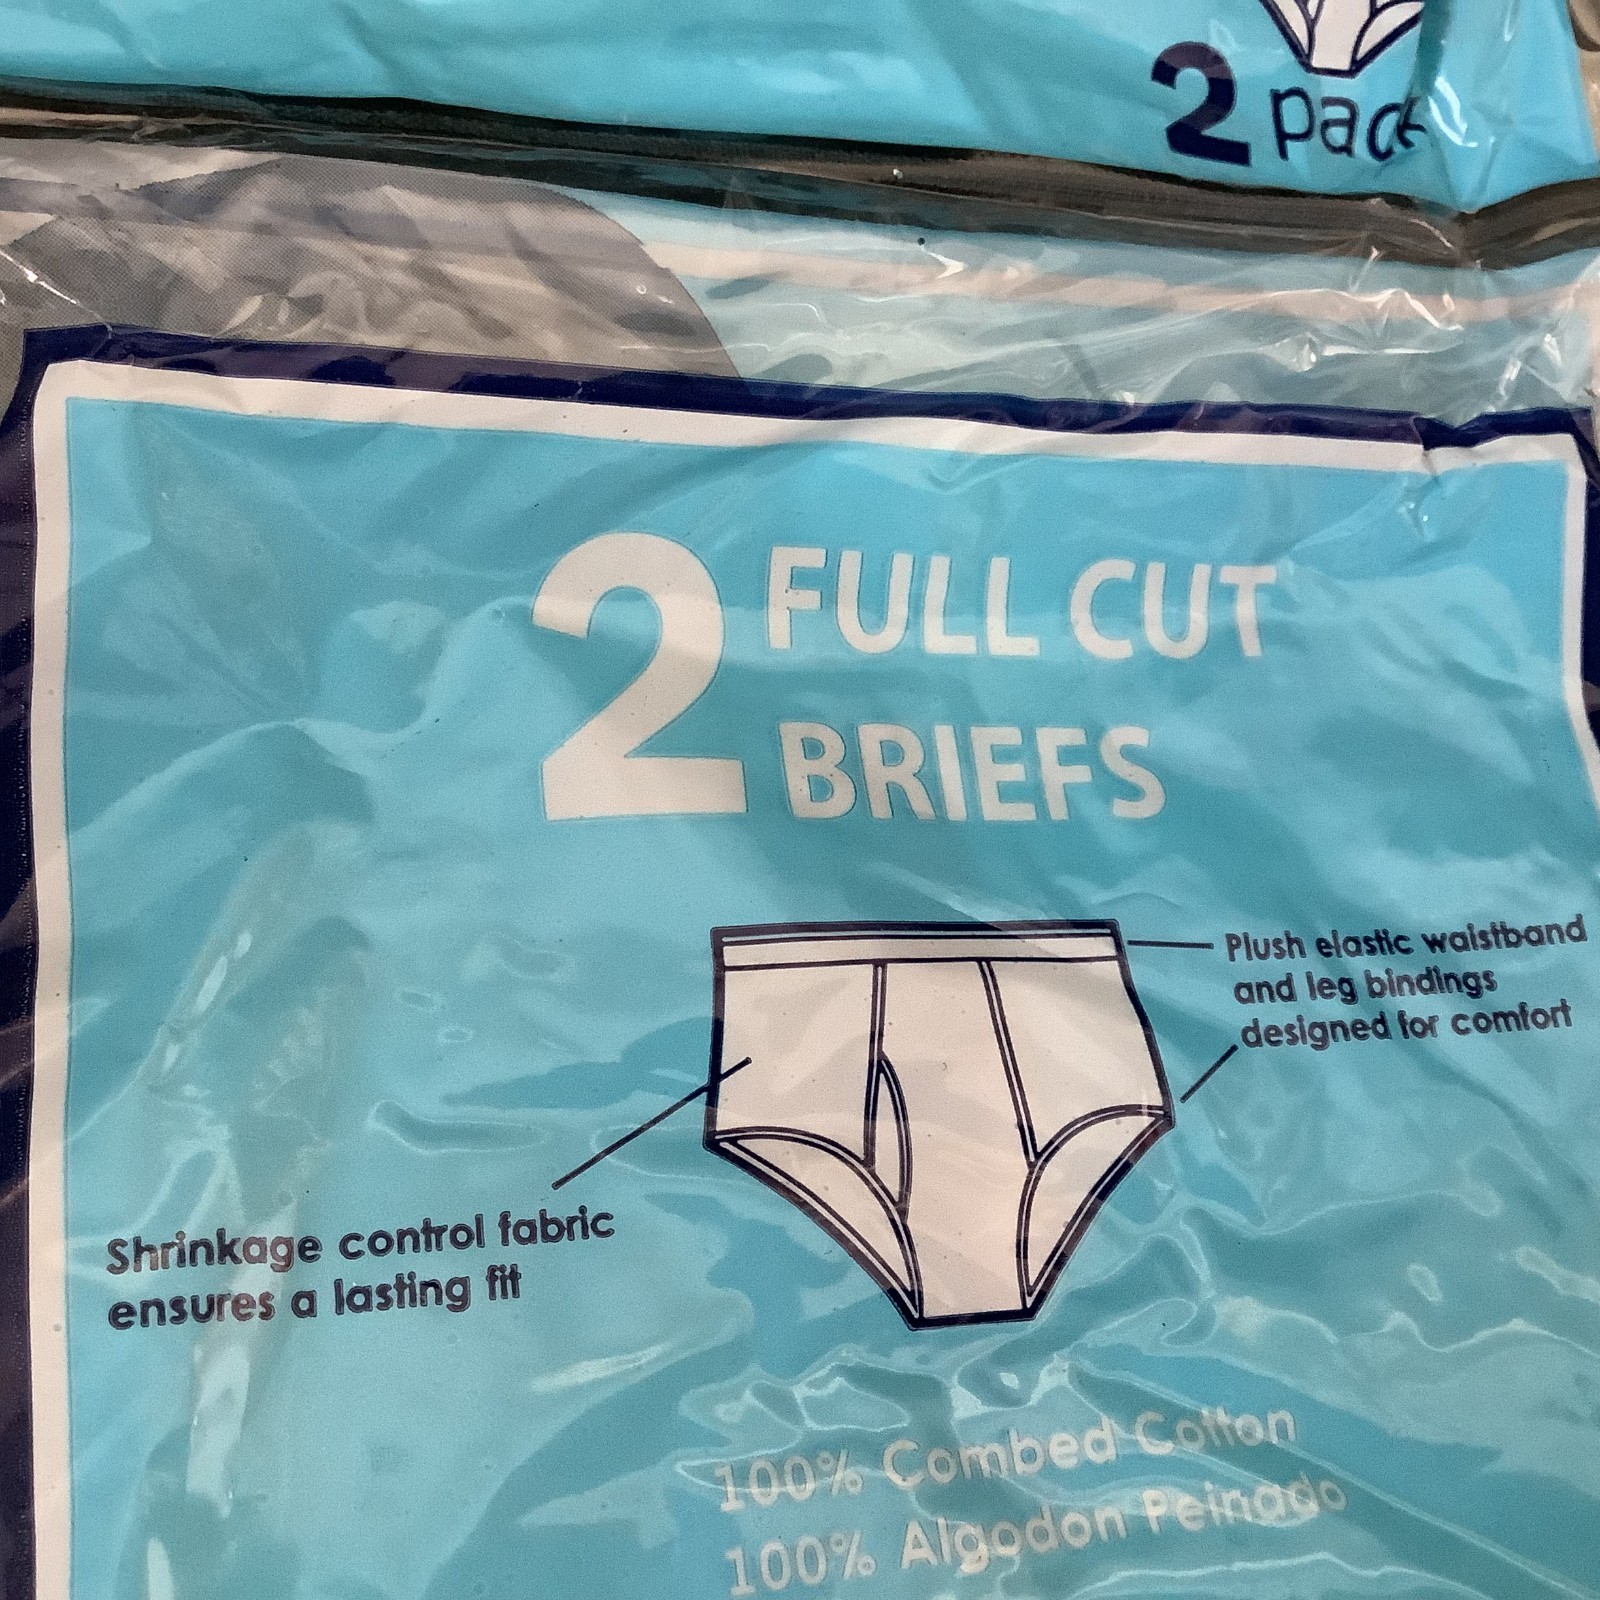 2 pack
2 FULL CUT
BRIEFS
Plush elastic waistband
and leg bindings
designed for comfort
Shrinkage control fabric
ensures a lasting fit
100% Combed Cotton
100% Algodon Peinado